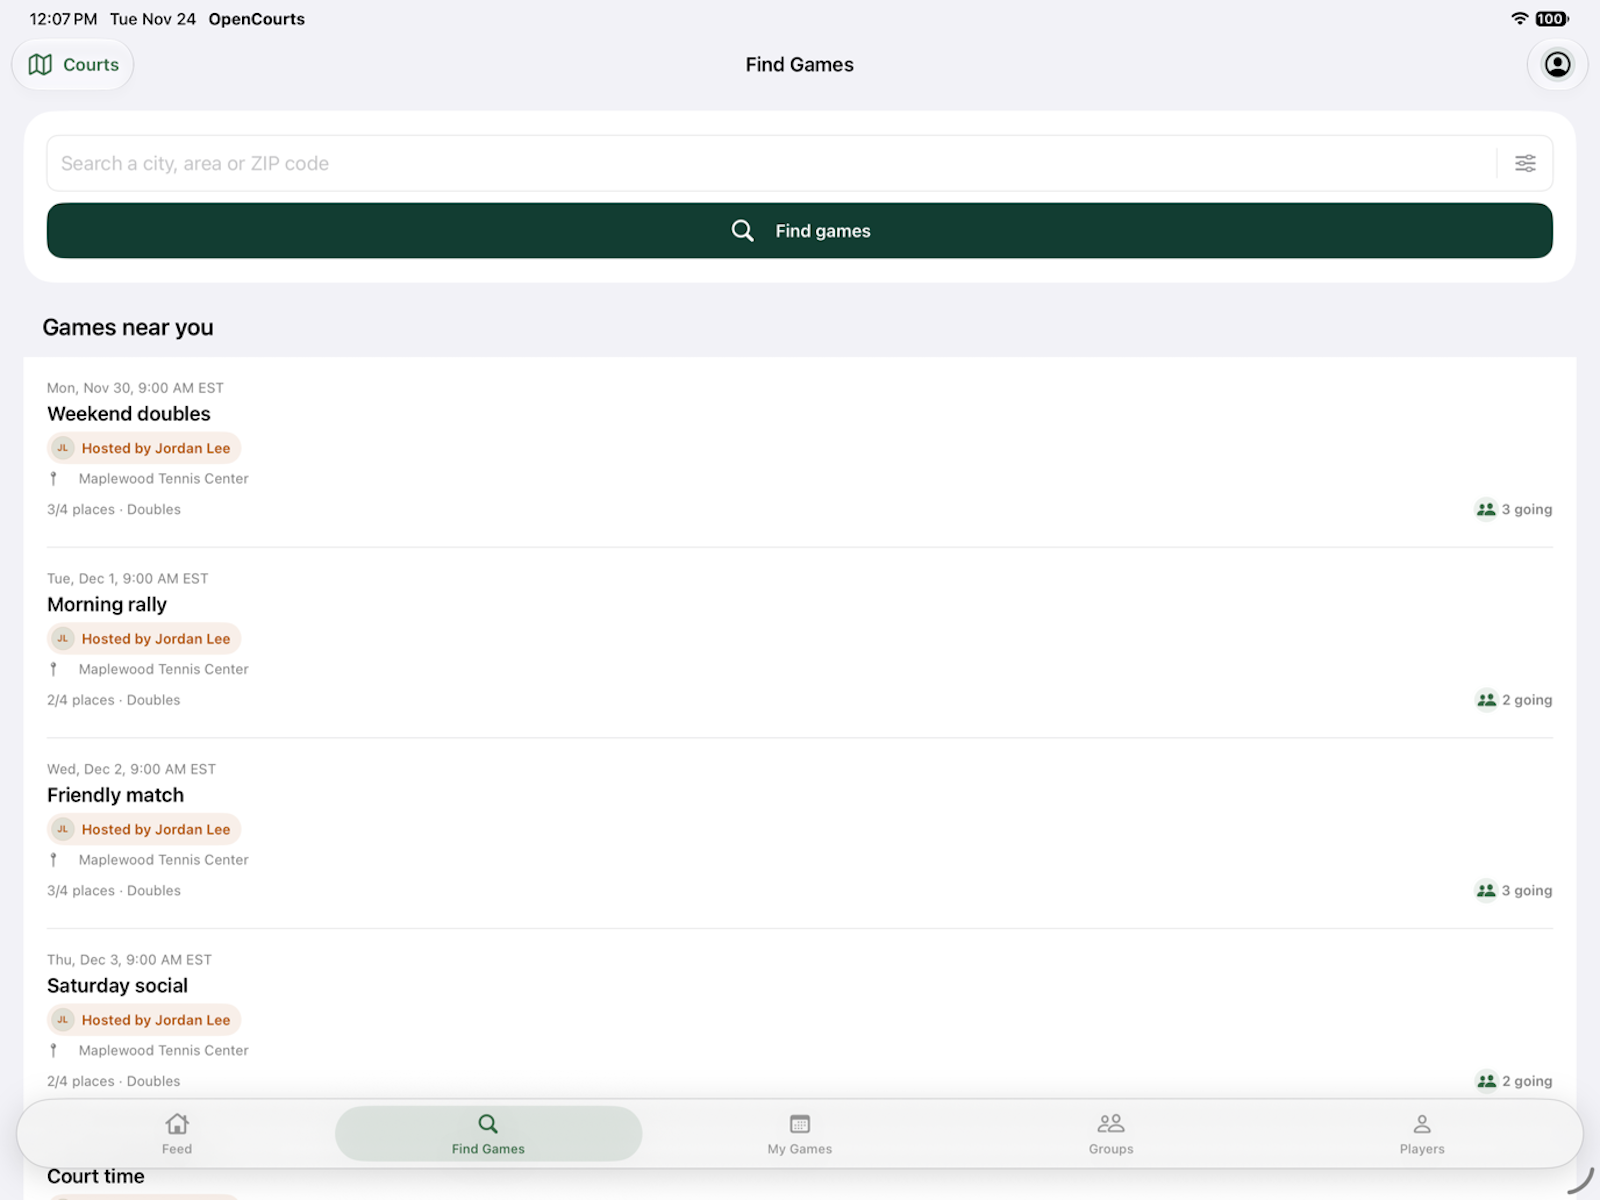 12:07 PM Tue Nov 24 OpenCourts
100
Courts
Find Games
Search a city, area or ZIP code
Find games
Games near you
Mon, Nov 30, 9:00 AM EST
Weekend doubles
JL Hosted by Jordan Lee
Maplewood Tennis Center
3/4 places · Doubles
3 going
Tue, Dec 1, 9:00 AM EST
Morning rally
JL Hosted by Jordan Lee
Maplewood Tennis Center
2/4 places · Doubles
2 going
Wed, Dec 2, 9:00 AM EST
Friendly match
JL Hosted by Jordan Lee
Maplewood Tennis Center
3/4 places · Doubles
3 going
Thu, Dec 3, 9:00 AM EST
Saturday social
JL Hosted by Jordan Lee
Maplewood Tennis Center
2/4 places · Doubles
2 going
Feed
Find Games
My Games
Groups
Players
Court time